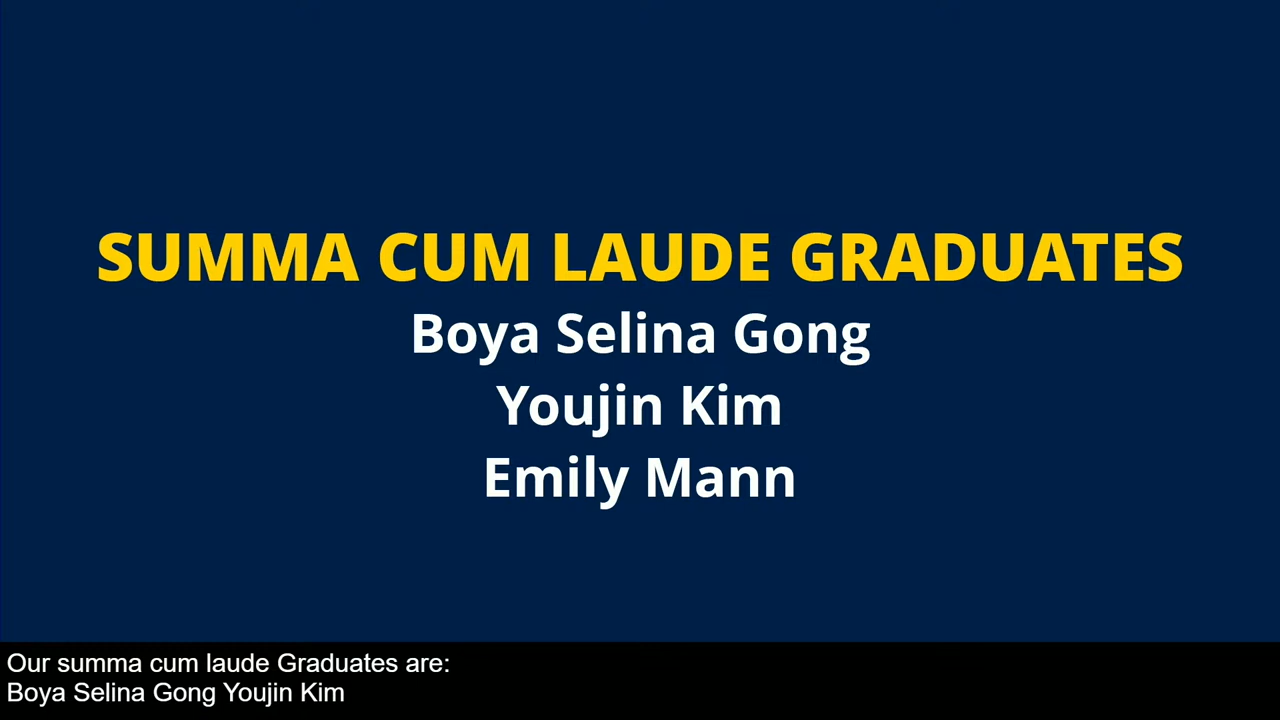 SUMMA CUM LAUDE GRADUATES
Boya Selina Gong
Youjin Kim
Emily Mann
Our summa cum laude Graduates are:
Boya Selina Gong Youjin Kim